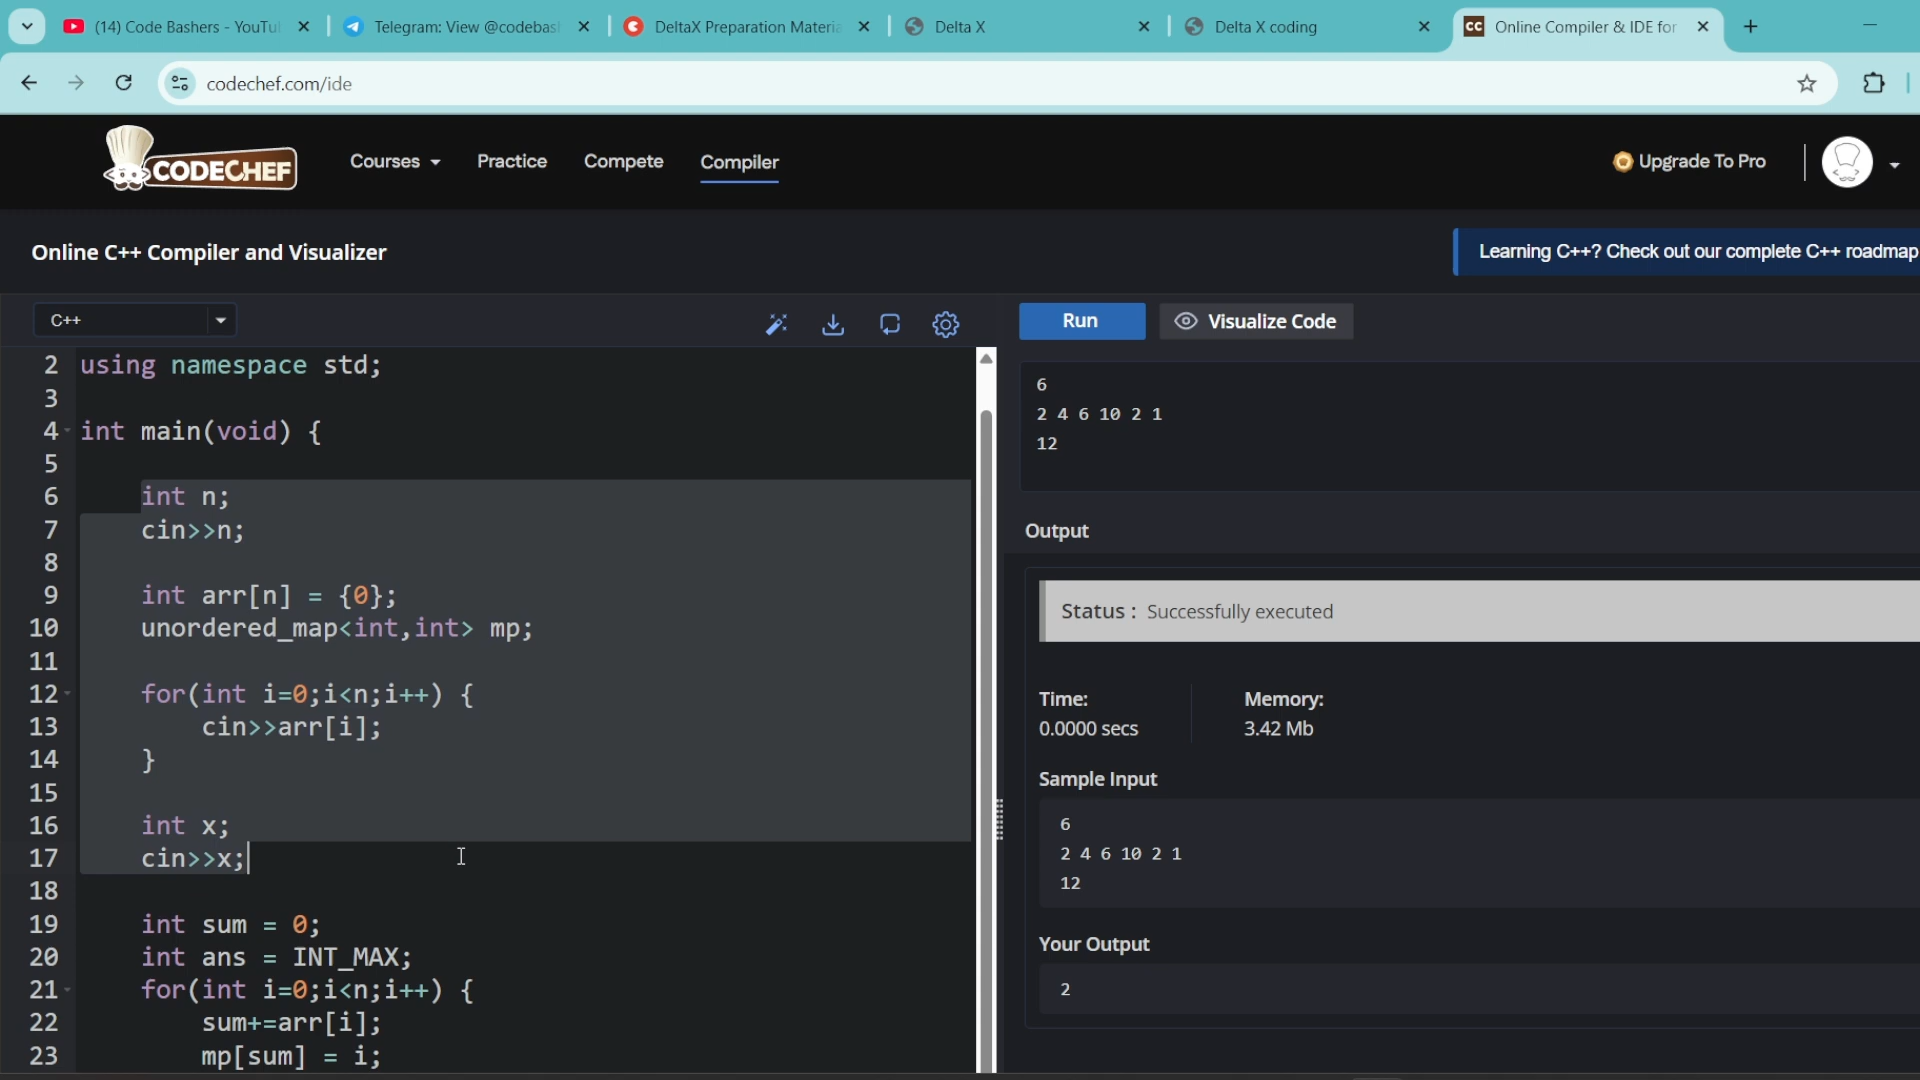 (14) Code Bashers - YouTu
Telegram: View @codebas
DeltaX Preparation Materia
Delta X
Delta X coding
CC Online Compiler & IDE for
codechef.com/ide
CODECHEF
Courses
Practice
Compete
Compiler
Upgrade To Pro
Online C++ Compiler and Visualizer
Learning C++? Check out our complete C++ roadmap
C++
Run
Visualize Code
2 using namespace std;
3
4 int main(void) {
5
6 int n;
7 cin>>n;
8
9 int arr[n] = {0};
10 unordered_map<int,int> mp;
11
12 for(int i=0;i<n;i++) {
13 cin>>arr[i];
14 }
15
16 int x;
17 cin>>x;
18
19 int sum = 0;
20 int ans = INT_MAX;
21 for(int i=0;i<n;i++) {
22 sum+=arr[i];
23 mp[sum] = i;
6
2 4 6 10 2 1
12
Output
Status : Successfully executed
Time:
0.0000 secs
Memory:
3.42 Mb
Sample Input
6
2 4 6 10 2 1
12
Your Output
2